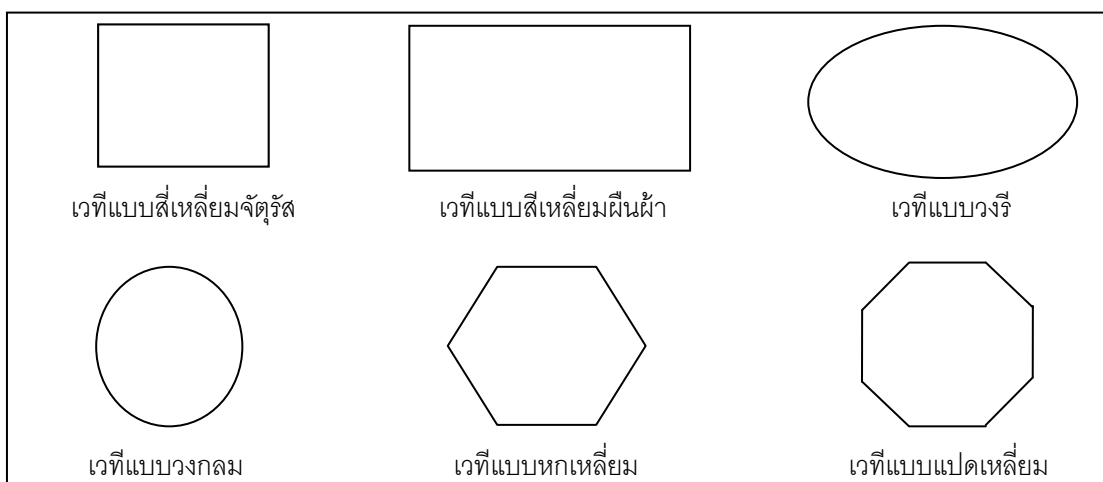 เวทีแบบสี่เหลี่ยมจัตุรัส
เวทีแบบสีเหลี่ยมผืนผ้า
เวทีแบบวงรี
เวทีแบบวงกลม
เวทีแบบหกเหลี่ยม
เวทีแบบแปดเหลี่ยม